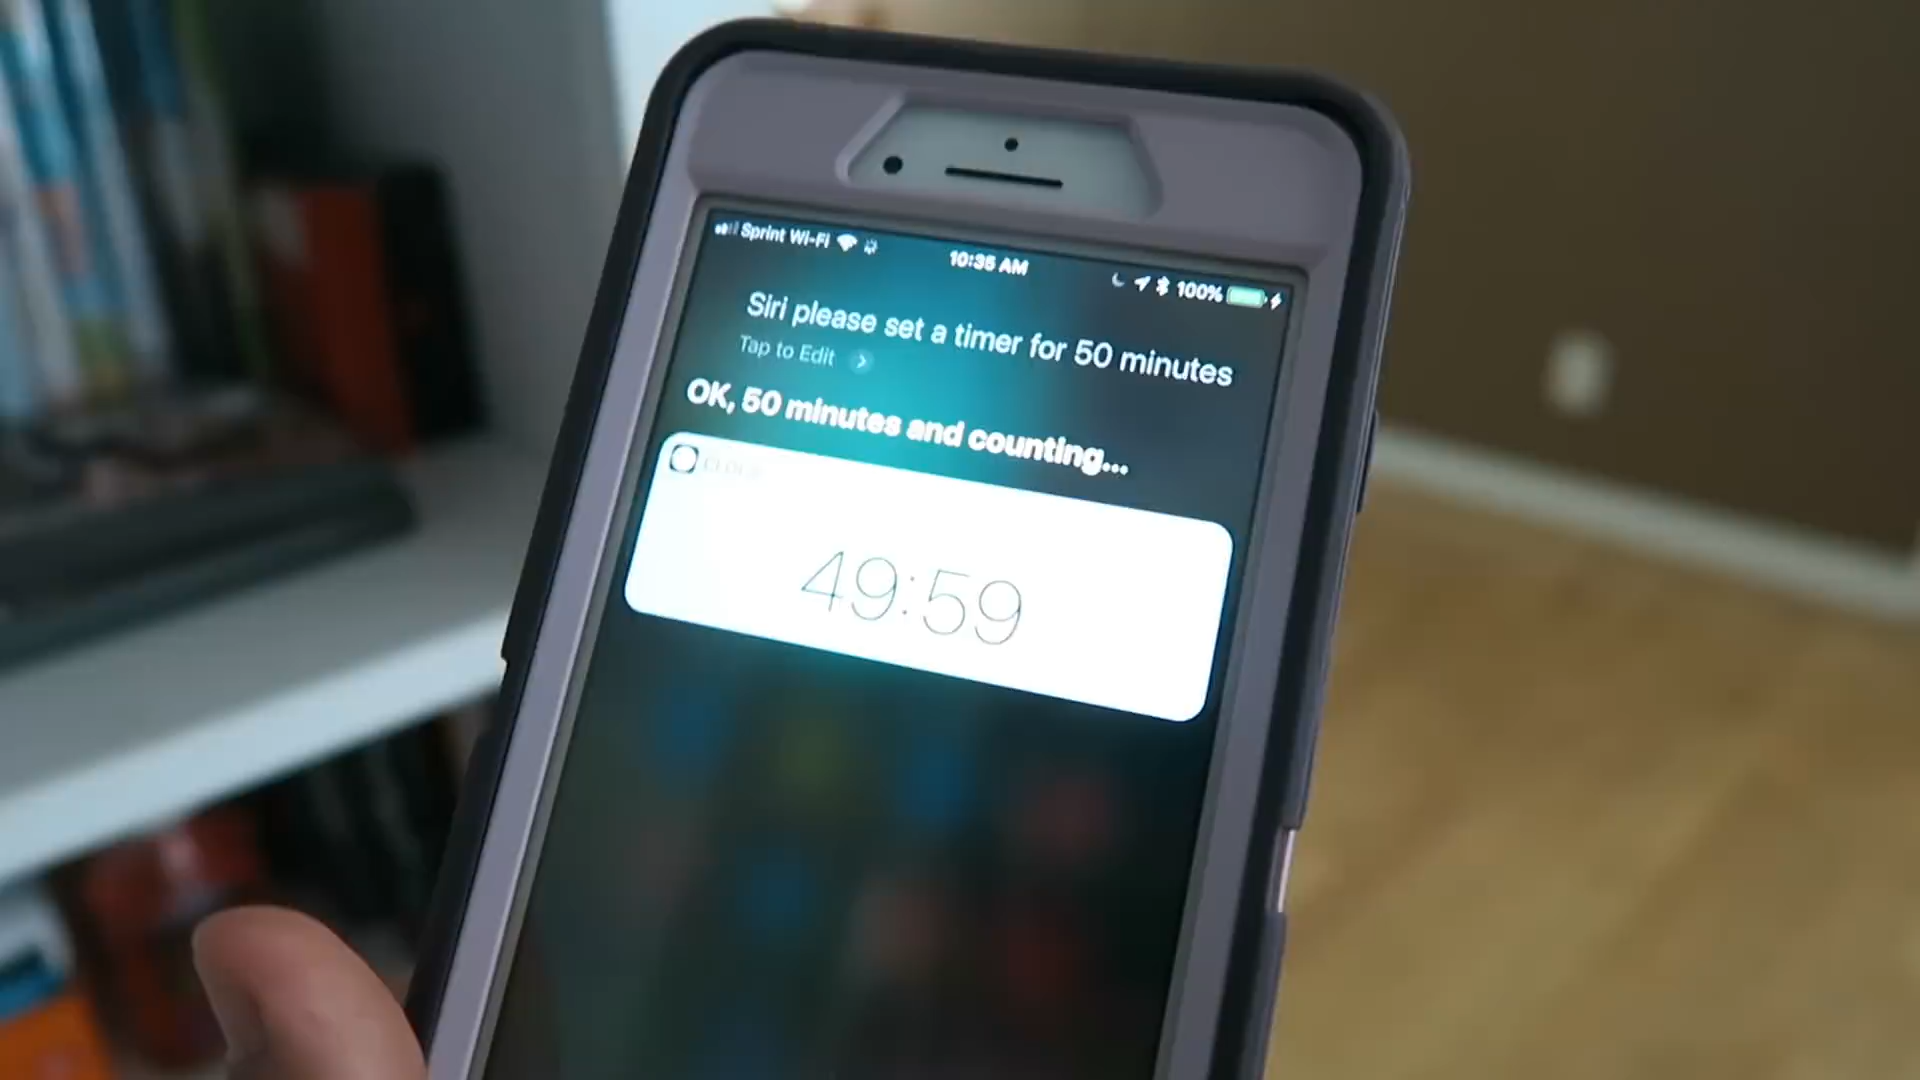 Sprint Wi-Fi 10:35 AM 100%
Siri please set a timer for 50 minutes
Tap to Edit
OK, 50 minutes and counting...
CLOCK
49:59